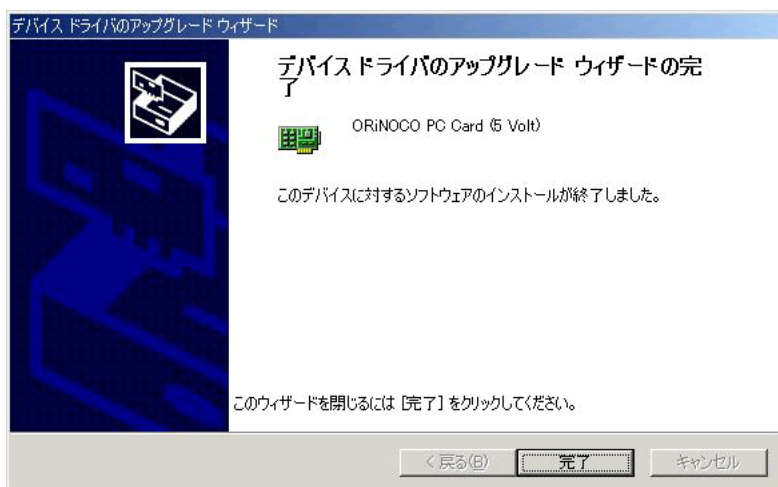 デバイス ドライバのアップグレード ウィザード
デバイス ドライバのアップグレード ウィザードの完
了
ORiNOCO PC Card (5 Volt)
このデバイスに対するソフトウェアのインストールが終了しました。
このウィザードを閉じるには [完了] をクリックしてください。
< 戻る(B)
完了
キャンセル